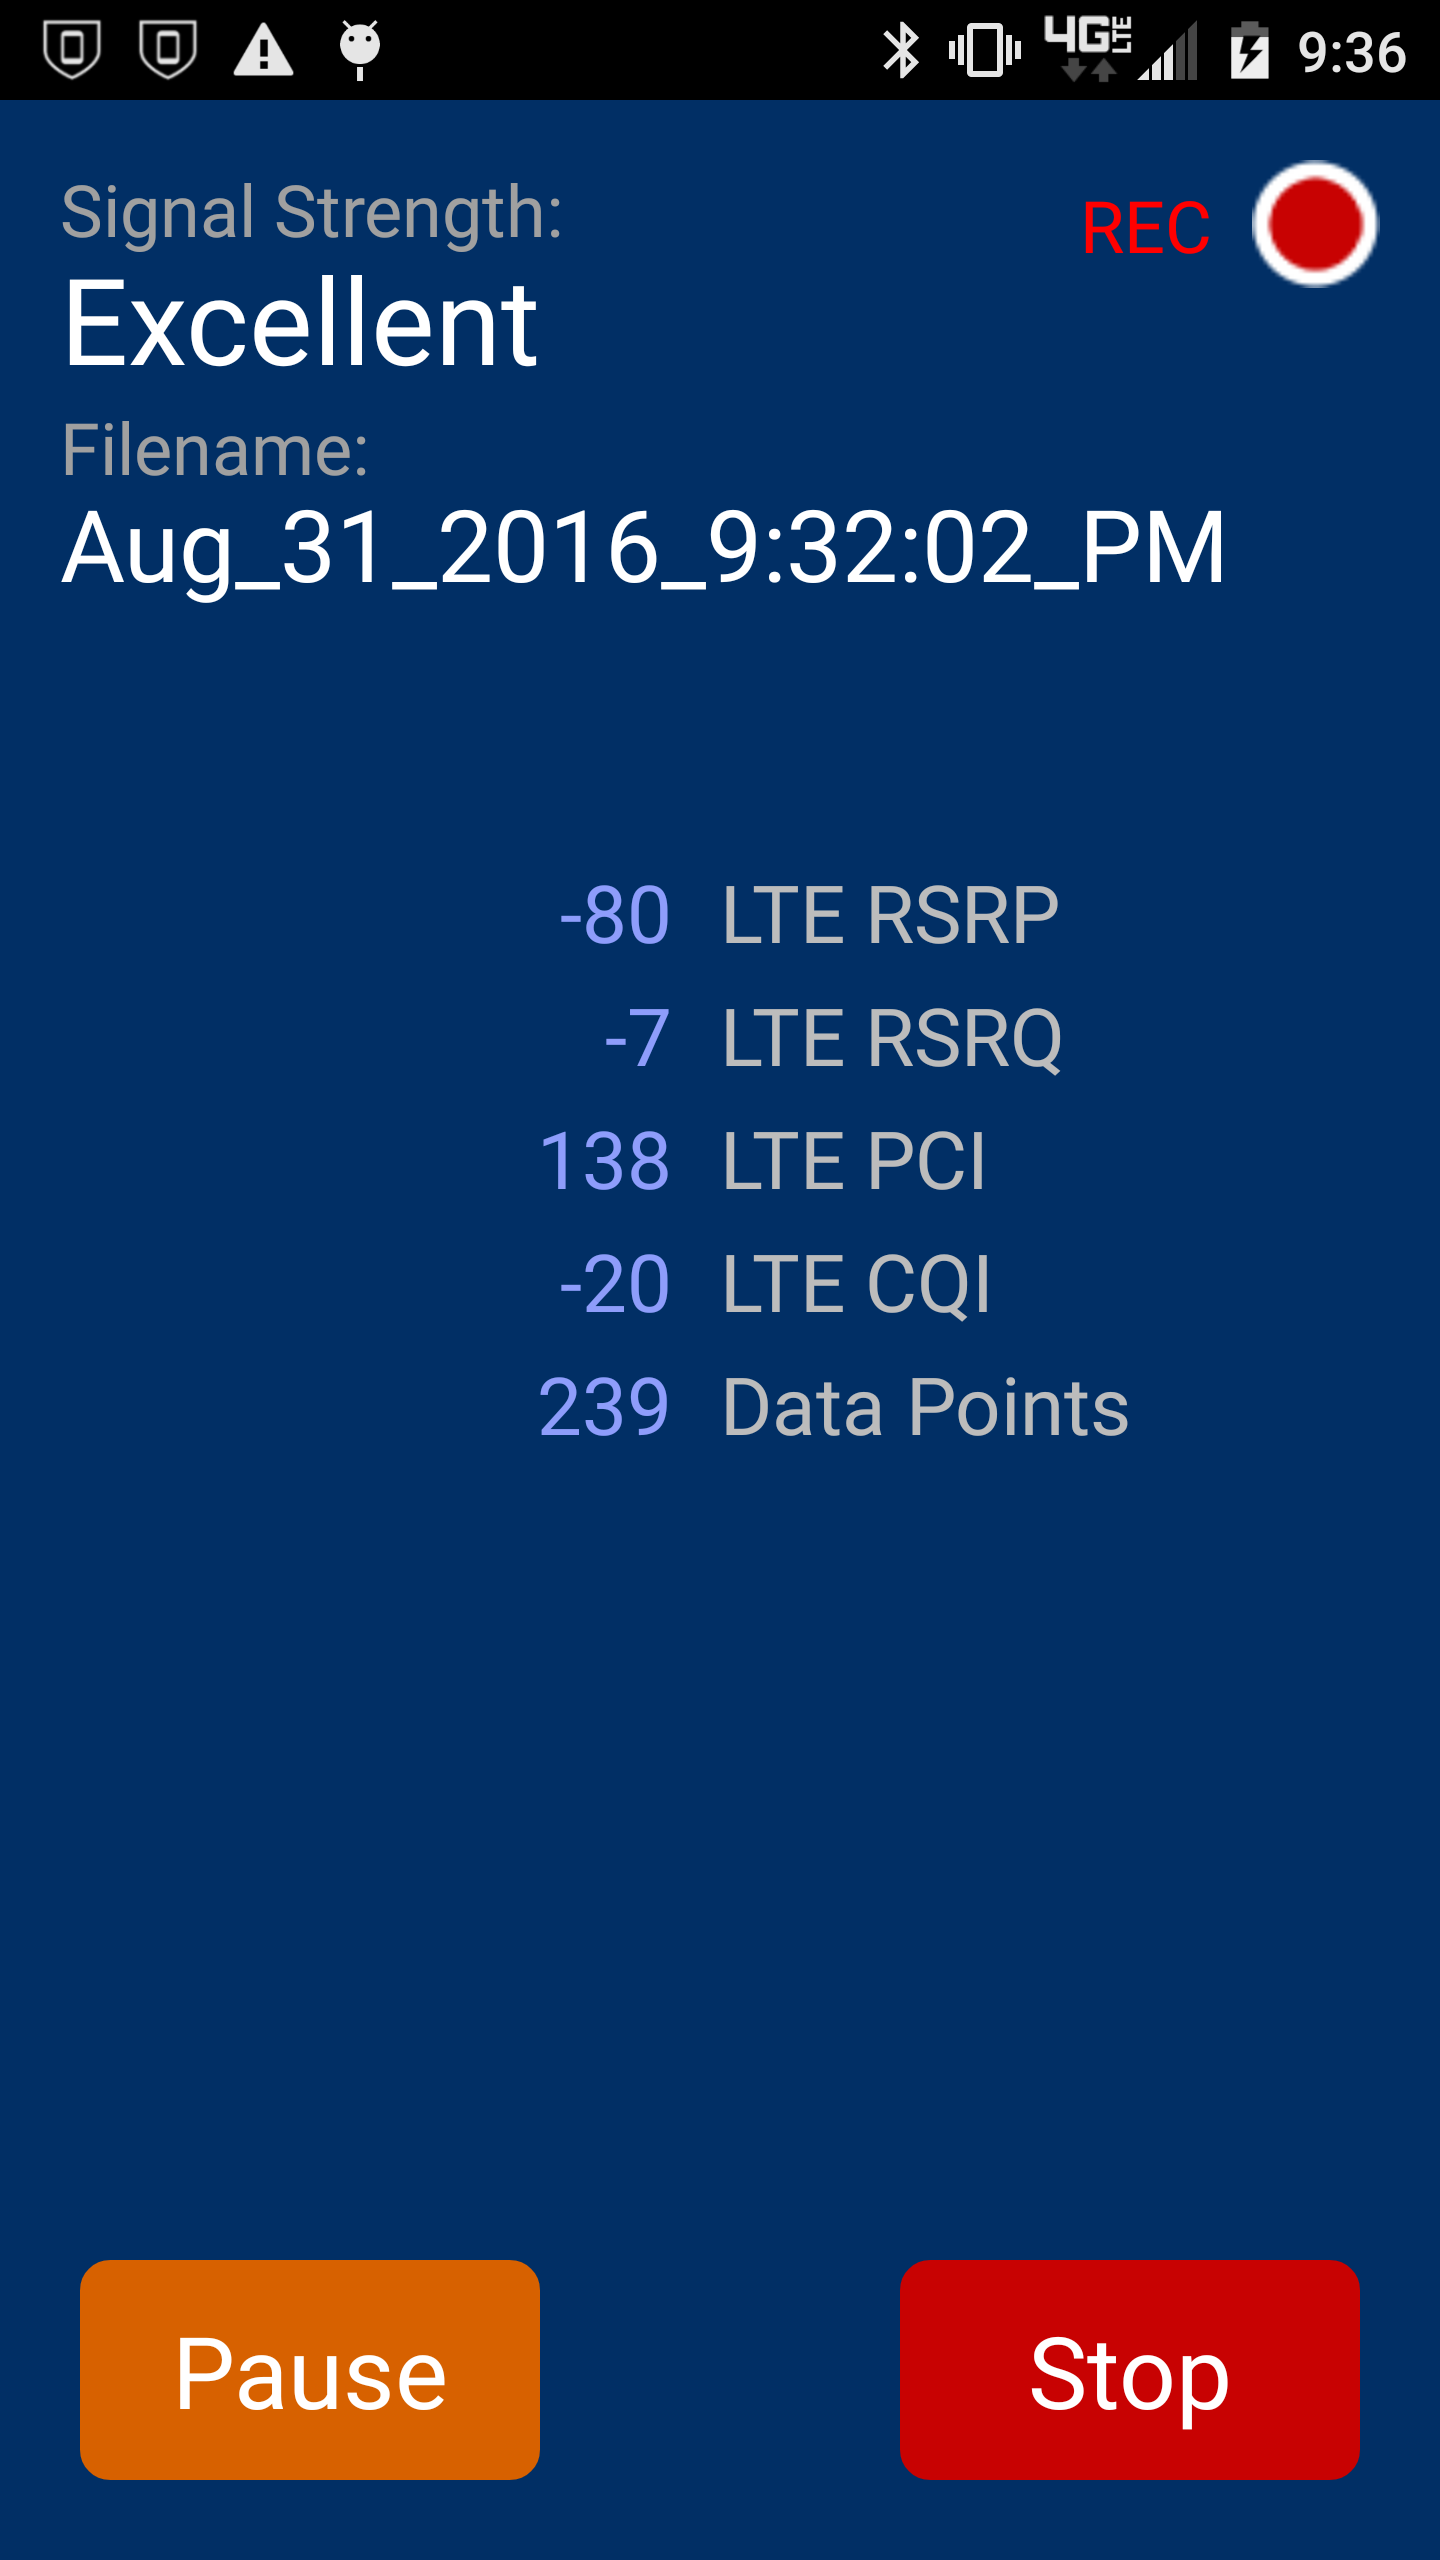 4G LTE 9:36
Signal Strength:
REC
Excellent
Filename:
Aug_31_2016_9:32:02_PM
-80 LTE RSRP
-7 LTE RSRQ
138 LTE PCI
-20 LTE CQI
239 Data Points
Pause Stop